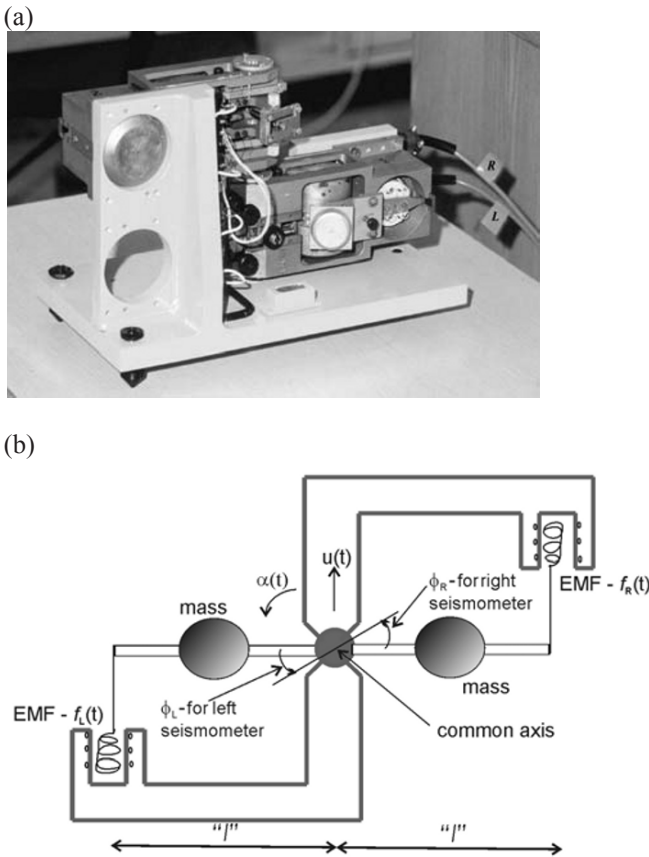 (a)
R
L
(b)
u(t)
α(t)
ϕR-for right
seismometer
EMF - fR(t)
mass
mass
EMF - fL(t)
ϕL-for left
seismometer
common axis
“l” “l”